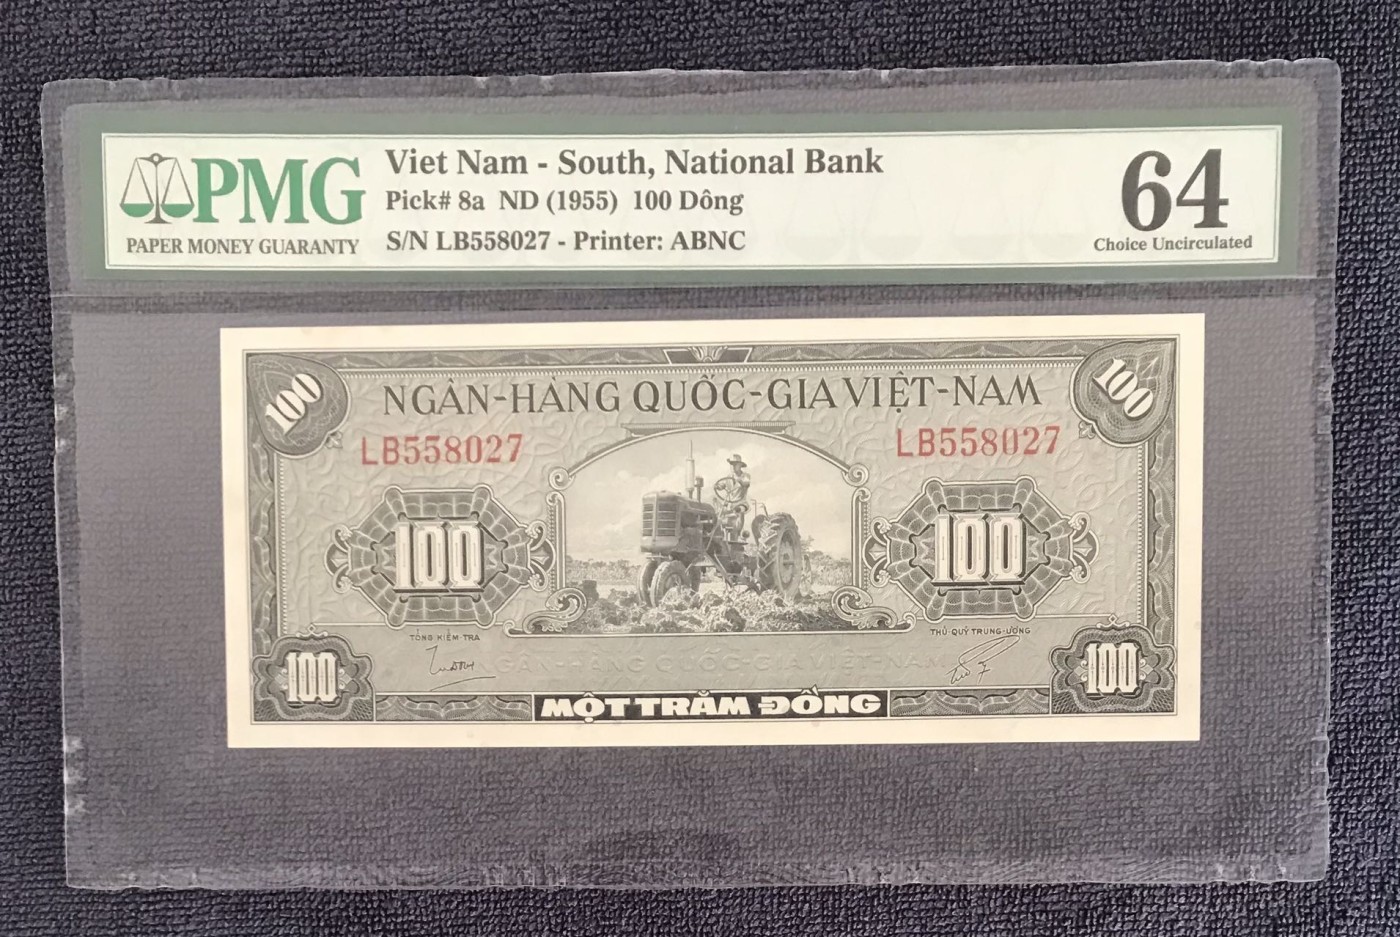 PMG
PAPER MONEY GUARANTY
Viet Nam - South, National Bank
Pick# 8a ND (1955) 100 Dông
S/N LB558027 - Printer: ABNC
64
Choice Uncirculated
100
100
NGÂN-HÀNG QUỐC-GIA VIỆT-NAM
LB558027
LB558027
100
100
TỔNG KIỂM-TRA
THỦ-QUỸ TRUNG-ƯƠNG
NGÂN-HÀNG QUỐC-GIA VIỆT-NAM
100
100
MỘT TRĂM ĐỒNG